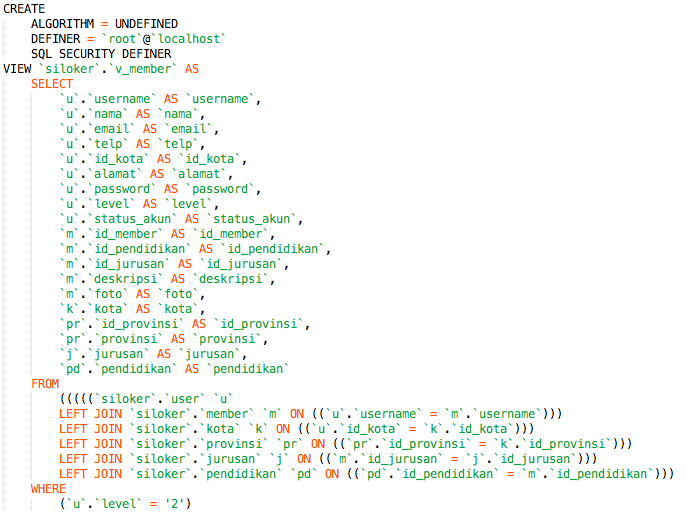 CREATE
    ALGORITHM = UNDEFINED
    DEFINER = `root`@`localhost`
    SQL SECURITY DEFINER
VIEW `siloker`.`v_member` AS
    SELECT
        `u`.`username` AS `username`,
        `u`.`nama` AS `nama`,
        `u`.`email` AS `email`,
        `u`.`telp` AS `telp`,
        `u`.`id_kota` AS `id_kota`,
        `u`.`alamat` AS `alamat`,
        `u`.`password` AS `password`,
        `u`.`level` AS `level`,
        `u`.`status_akun` AS `status_akun`,
        `m`.`id_member` AS `id_member`,
        `m`.`id_pendidikan` AS `id_pendidikan`,
        `m`.`id_jurusan` AS `id_jurusan`,
        `m`.`deskripsi` AS `deskripsi`,
        `m`.`foto` AS `foto`,
        `k`.`kota` AS `kota`,
        `pr`.`id_provinsi` AS `id_provinsi`,
        `pr`.`provinsi` AS `provinsi`,
        `j`.`jurusan` AS `jurusan`,
        `pd`.`pendidikan` AS `pendidikan`
    FROM
        (((((`siloker`.`user` `u`
        LEFT JOIN `siloker`.`member` `m` ON ((`u`.`username` = `m`.`username`)))
        LEFT JOIN `siloker`.`kota` `k` ON ((`u`.`id_kota` = `k`.`id_kota`)))
        LEFT JOIN `siloker`.`provinsi` `pr` ON ((`pr`.`id_provinsi` = `k`.`id_provinsi`)))
        LEFT JOIN `siloker`.`jurusan` `j` ON ((`m`.`id_jurusan` = `j`.`id_jurusan`)))
        LEFT JOIN `siloker`.`pendidikan` `pd` ON ((`pd`.`id_pendidikan` = `m`.`id_pendidikan`)))
    WHERE
        (`u`.`level` = '2')